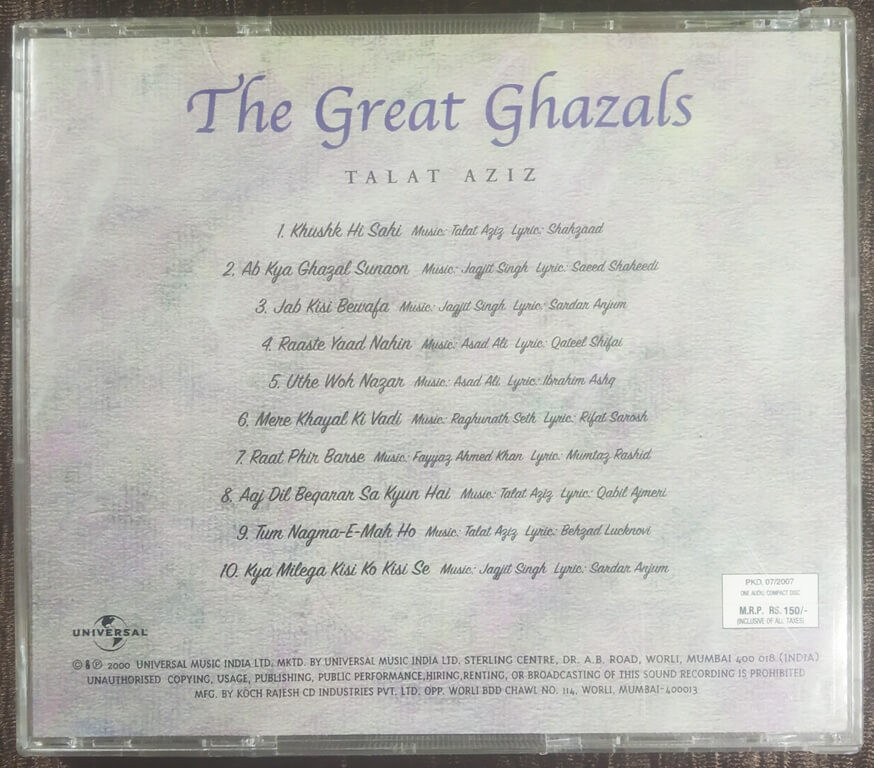 The Great Ghazals
TALAT AZIZ
1. Khushk Hi Sahi Music: Talat Aziz Lyric: Shahzaad
2. Ab Kya Ghazal Sunaon Music: Jagjit Singh Lyric: Saeed Shaheedi
3. Jab Kisi Bewafa Music: Jagjit Singh Lyric: Sardar Anjum
4. Raaste Yaad Nahin Music: Asad Ali Lyric: Qateel Shifai
5. Uthe Woh Nazar Music: Asad Ali Lyric: Ibrahim Ashq
6. Mere Khayal Ki Vadi Music: Raghunath Seth Lyric: Rifat Sarosh
7. Raat Phir Barse Music: Fayyaz Ahmed Khan Lyric: Mumtaz Rashid
8. Aaj Dil Beqarar Sa Kyun Hai Music: Talat Aziz Lyric: Qabil Ajmeri
9. Tum Nagma-E-Mah Ho Music: Talat Aziz Lyric: Behzad Lucknovi
10. Kya Milega Kisi Ko Kisi Se Music: Jagjit Singh Lyric: Sardar Anjum
PKD. 07/2007
ONE AUDIO COMPACT DISC
M.R.P. RS. 150/-
(INCLUSIVE OF ALL TAXES)
UNIVERSAL
© & ℗ 2000 UNIVERSAL MUSIC INDIA LTD. MKTD. BY UNIVERSAL MUSIC INDIA LTD. STERLING CENTRE, DR. A.B. ROAD, WORLI, MUMBAI 400 018 (INDIA)
UNAUTHORISED COPYING, USAGE, PUBLISHING, PUBLIC PERFORMANCE,HIRING,RENTING, OR BROADCASTING OF THIS SOUND RECORDING IS PROHIBITED
MFG. BY KOCH RAJESH CD INDUSTRIES PVT. LTD. OPP. WORLI BDD CHAWL NO. 114, WORLI, MUMBAI-400013